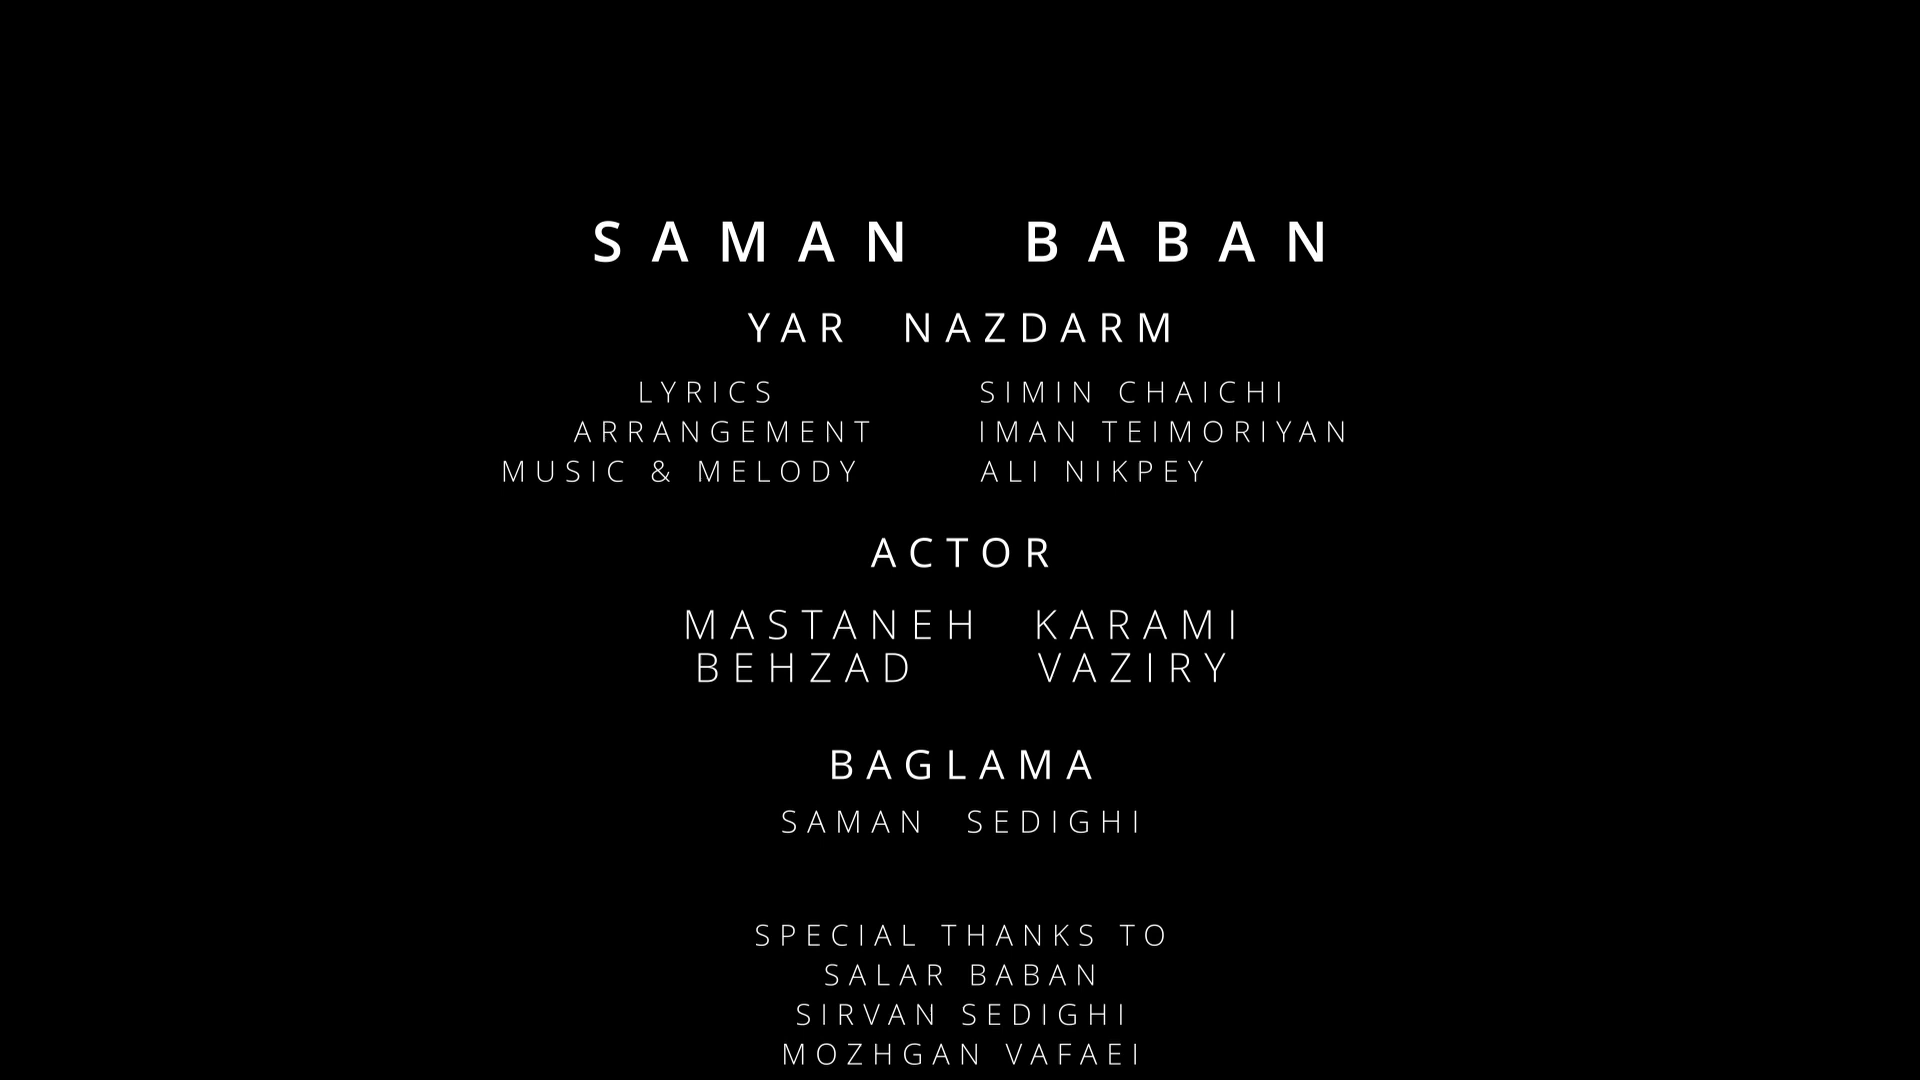 SAMAN BABAN
YAR NAZDARM
LYRICS SIMIN CHAICHI
ARRANGEMENT IMAN TEIMORIYAN
MUSIC & MELODY ALI NIKPEY
ACTOR
MASTANEH KARAMI
BEHZAD VAZIRY
BAGLAMA
SAMAN SEDIGHI
SPECIAL THANKS TO
SALAR BABAN
SIRVAN SEDIGHI
MOZHGAN VAFAEI